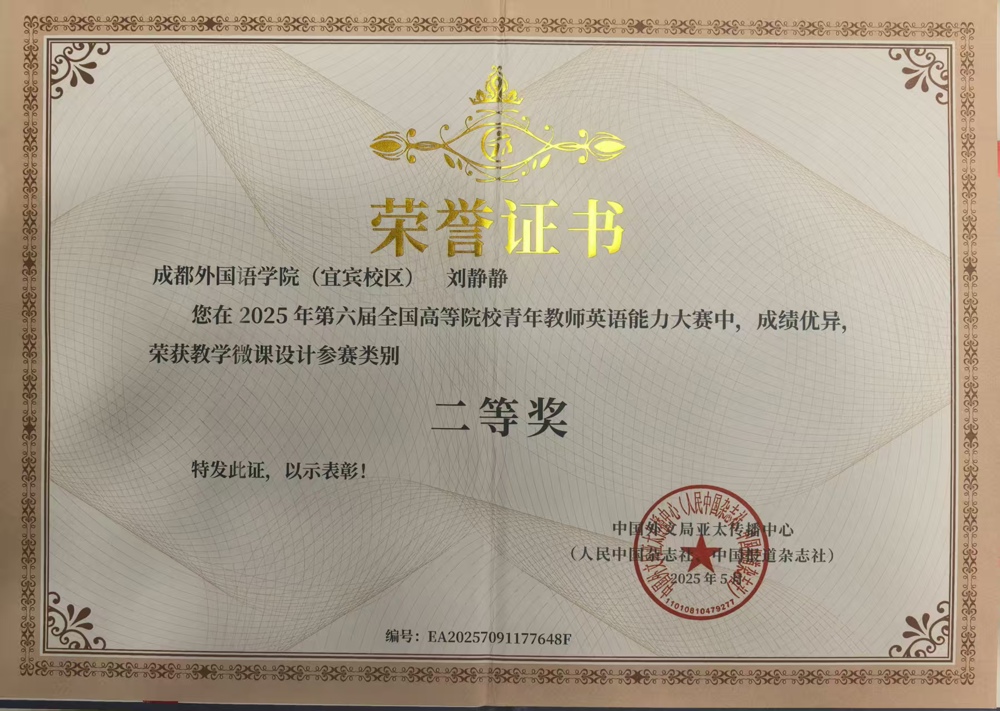 荣誉证书
成都外国语学院（宜宾校区） 刘静静
您在 2025 年第六届全国高等院校青年教师英语能力大赛中，成绩优异，
荣获教学微课设计参赛类别
二等奖
特发此证，以示表彰！
中国外文局亚太传播中心
（人民中国杂志社、中国报道杂志社）
2025 年 5 月
11010810479277
编号：EA20257091177648F